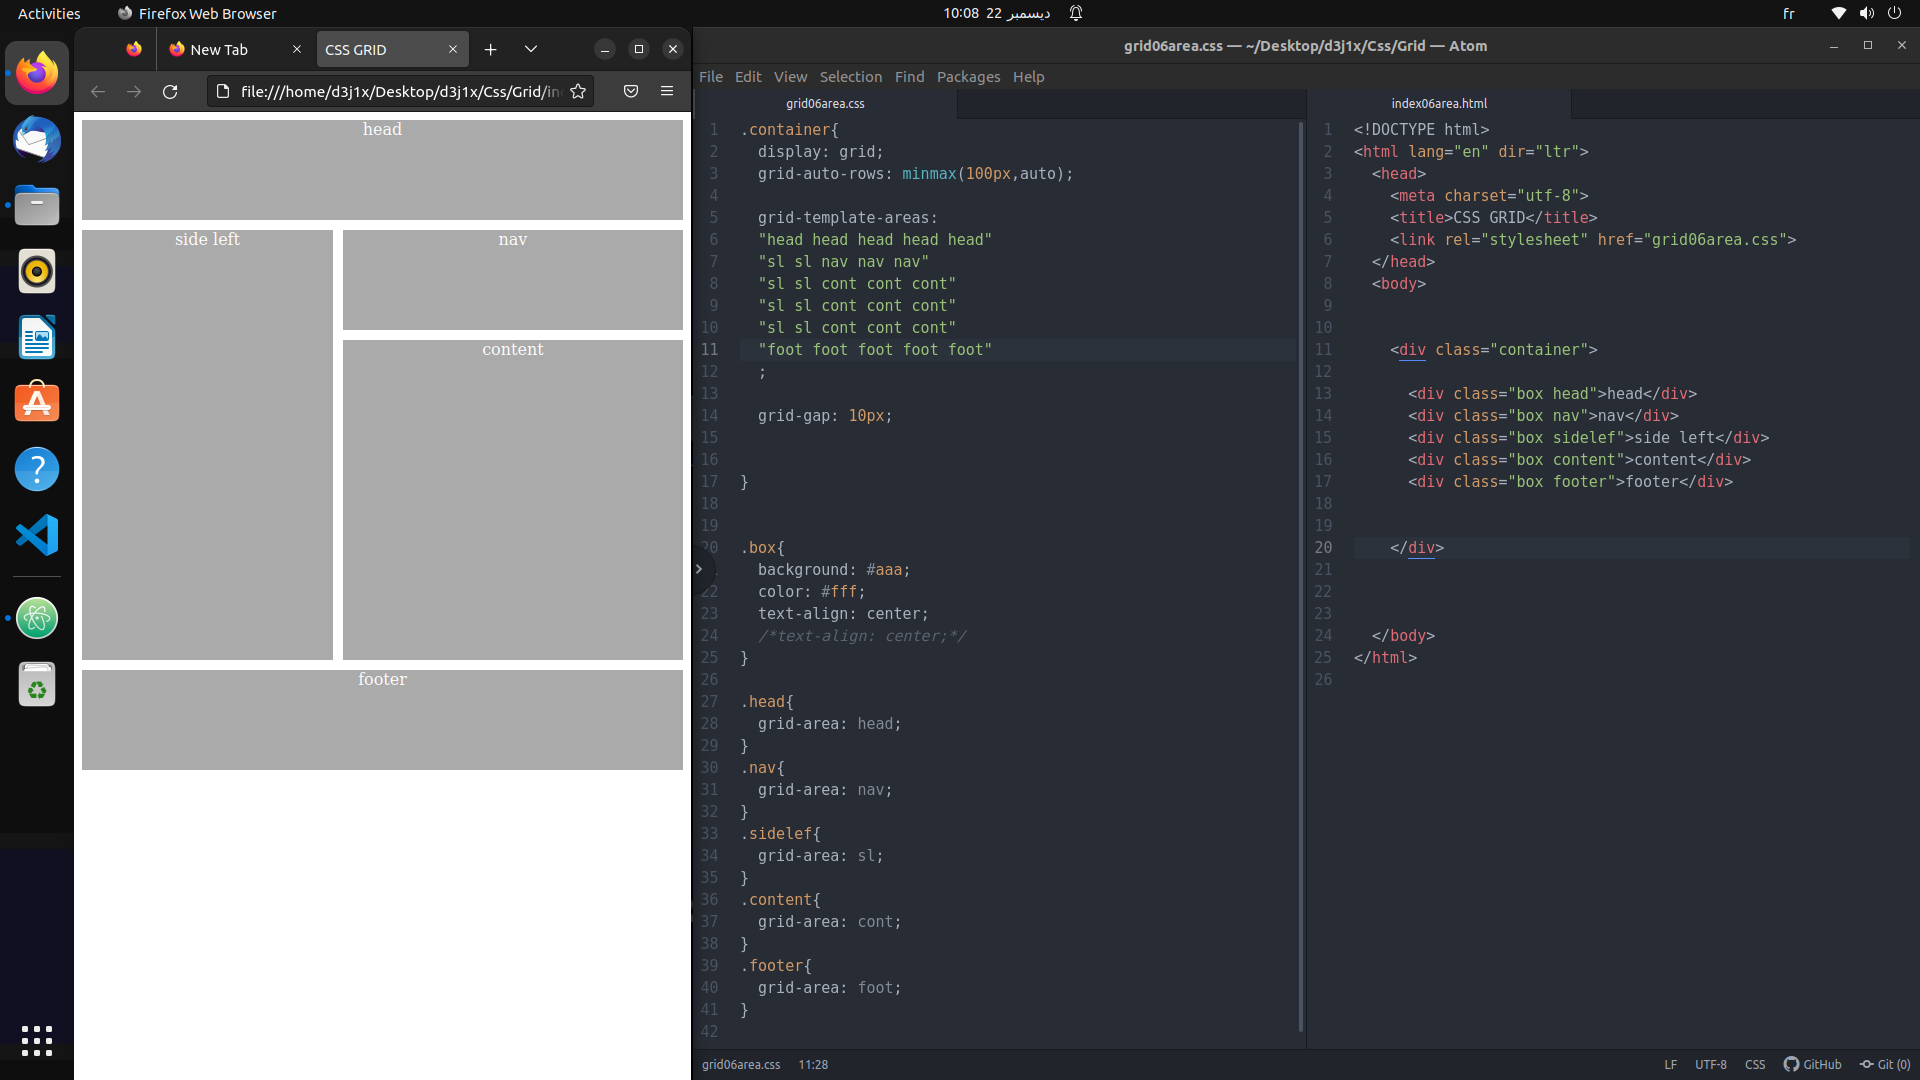 Activities
Firefox Web Browser
10:08 22 ديسمبر
fr
New Tab
CSS GRID
file:///home/d3j1x/Desktop/d3j1x/Css/Grid/in
head
side left
nav
content
footer
grid06area.css — ~/Desktop/d3j1x/Css/Grid — Atom
File Edit View Selection Find Packages Help
grid06area.css
1 .container{
2 display: grid;
3 grid-auto-rows: minmax(100px,auto);
4
5 grid-template-areas:
6 "head head head head head"
7 "sl sl nav nav nav"
8 "sl sl cont cont cont"
9 "sl sl cont cont cont"
10 "sl sl cont cont cont"
11 "foot foot foot foot foot"
12 ;
13
14 grid-gap: 10px;
15
16
17 }
18
19
20 .box{
background: #aaa;
22 color: #fff;
23 text-align: center;
24 /*text-align: center;*/
25 }
26
27 .head{
28 grid-area: head;
29 }
30 .nav{
31 grid-area: nav;
32 }
33 .sidelef{
34 grid-area: sl;
35 }
36 .content{
37 grid-area: cont;
38 }
39 .footer{
40 grid-area: foot;
41 }
42
index06area.html
1 <!DOCTYPE html>
2 <html lang="en" dir="ltr">
3 <head>
4 <meta charset="utf-8">
5 <title>CSS GRID</title>
6 <link rel="stylesheet" href="grid06area.css">
7 </head>
8 <body>
9
10
11 <div class="container">
12
13 <div class="box head">head</div>
14 <div class="box nav">nav</div>
15 <div class="box sidelef">side left</div>
16 <div class="box content">content</div>
17 <div class="box footer">footer</div>
18
19
20 </div>
21
22
23
24 </body>
25 </html>
26
grid06area.css 11:28
LF UTF-8 CSS GitHub Git (0)